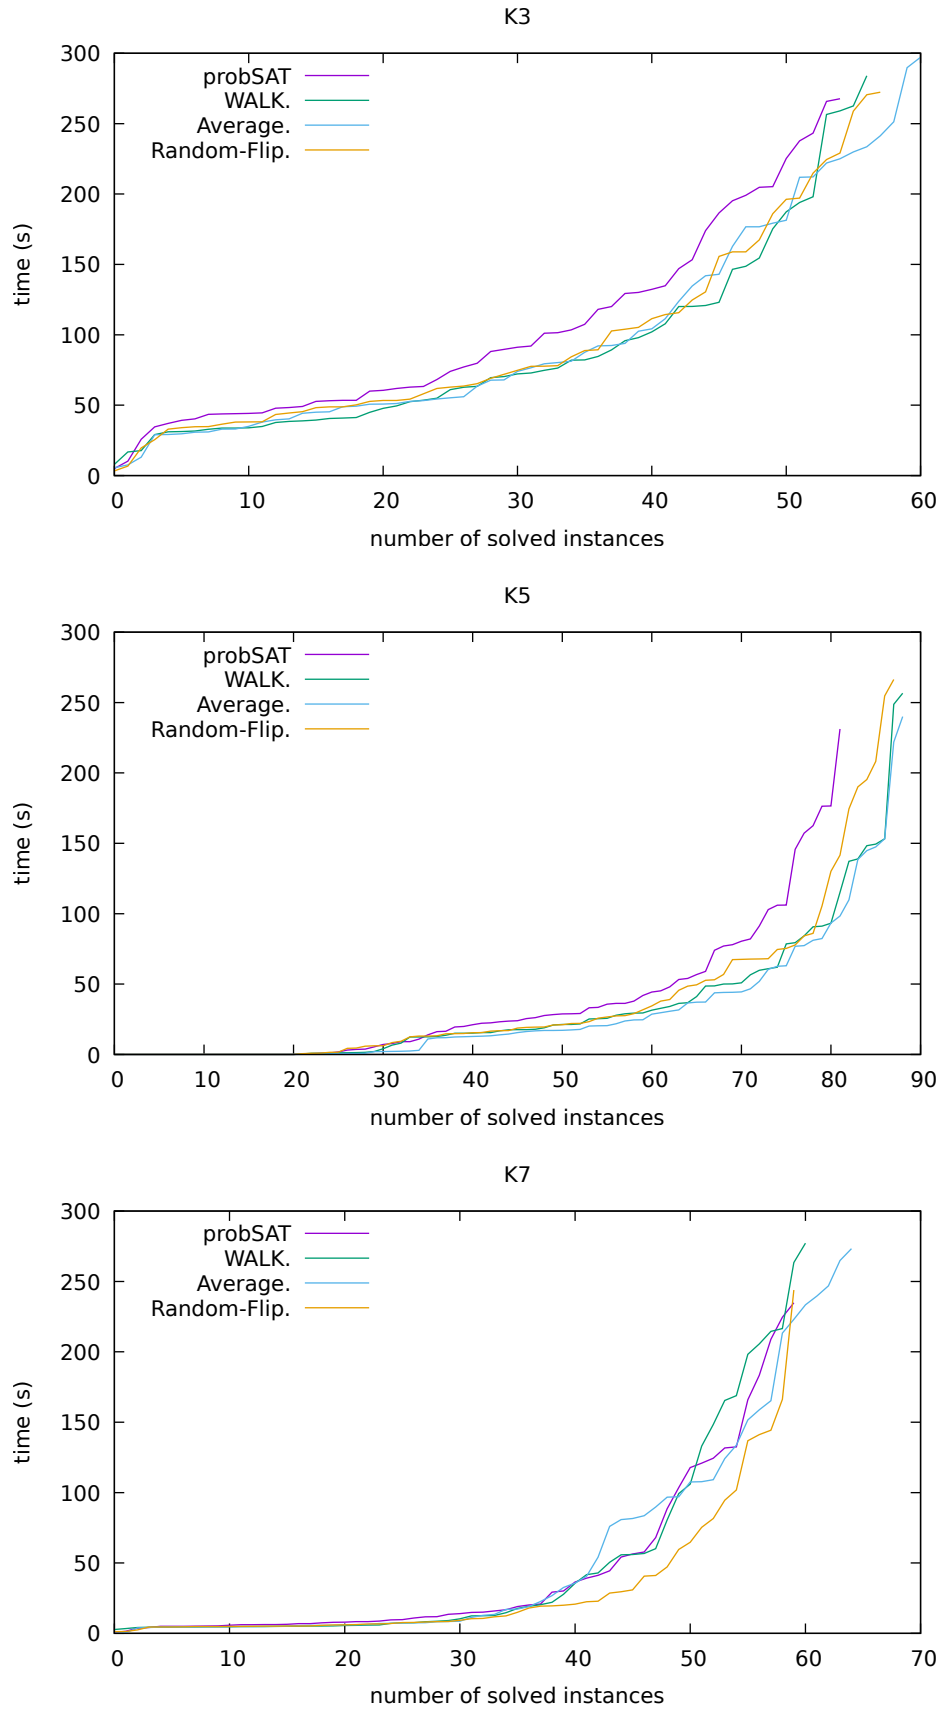 K3
300
250
200
150
100
50
0
time (s)
probSAT
WALK.
Average.
Random-Flip.
0 10 20 30 40 50 60
number of solved instances
K5
300
250
200
150
100
50
0
time (s)
probSAT
WALK.
Average.
Random-Flip.
0 10 20 30 40 50 60 70 80 90
number of solved instances
K7
300
250
200
150
100
50
0
time (s)
probSAT
WALK.
Average.
Random-Flip.
0 10 20 30 40 50 60 70
number of solved instances